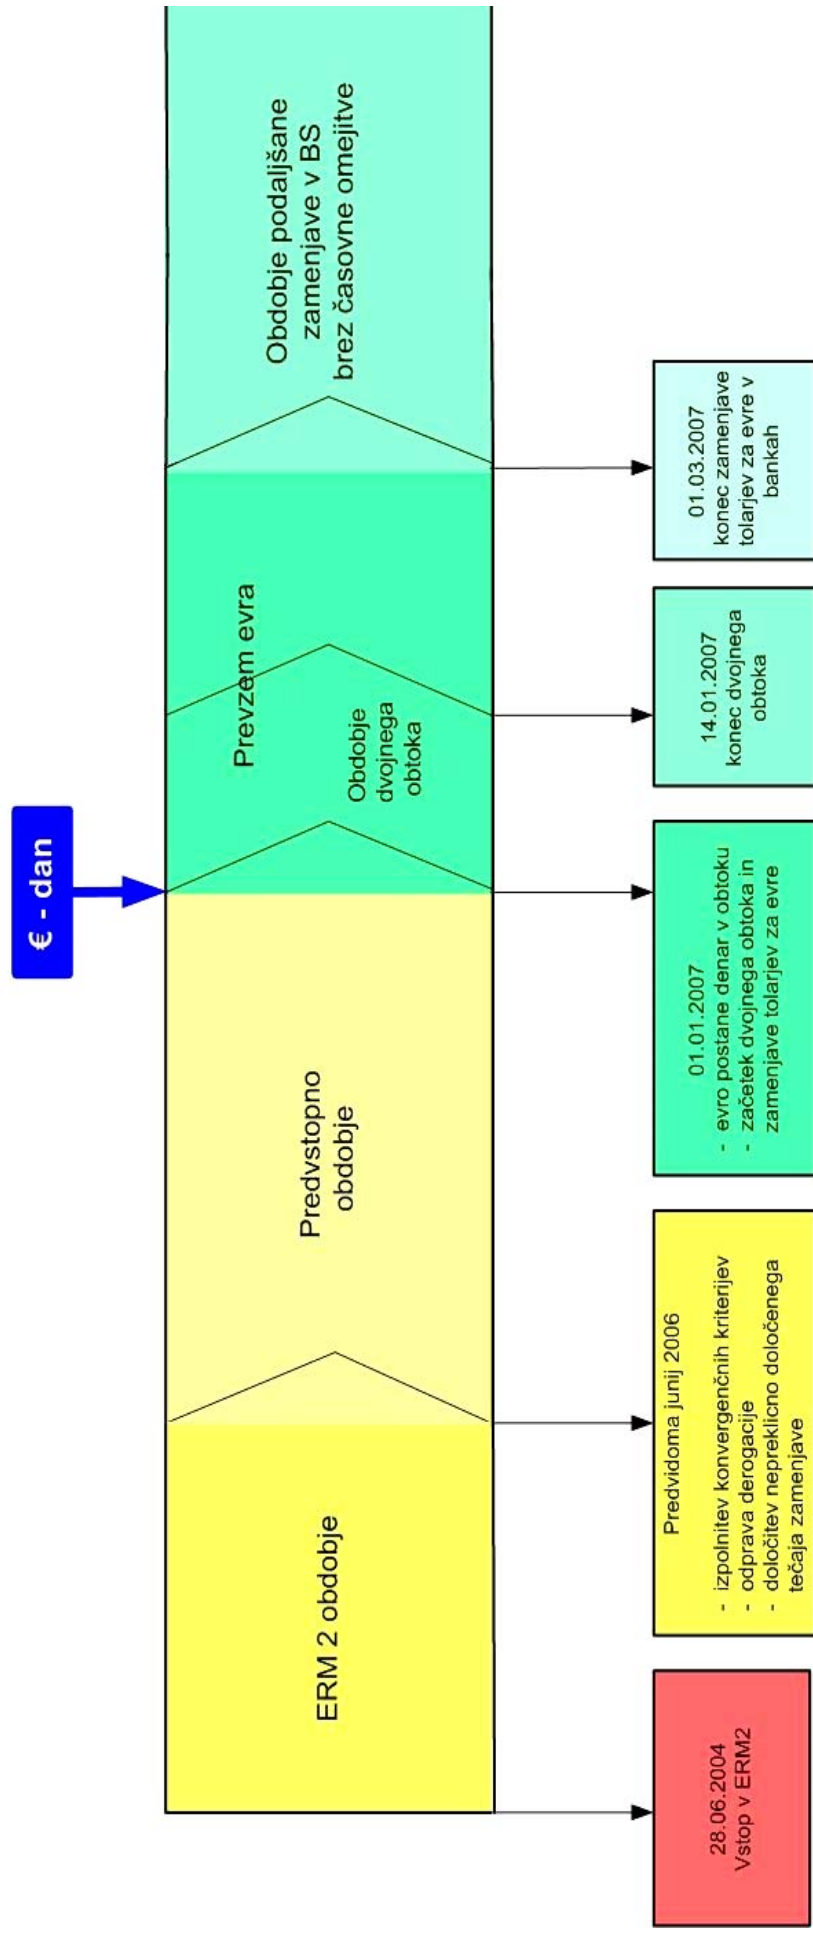 € - dan
ERM 2 obdobje
Predvstopno
obdobje
Prevzem evra
Obdobje
dvojnega
obtoka
Obdobje podaljšane
zamenjave v BS
brez časovne omejitve
28.06.2004
Vstop v ERM2
Predvidoma junij 2006
- izpolnitev konvergenčnih kriterijev
- odprava derogacije
- določitev nepreklicno določenega
tečaja zamenjave
01.01.2007
- evro postane denar v obtoku
- začetek dvojnega obtoka in
zamenjave tolarjev za evre
14.01.2007
konec dvojnega
obtoka
01.03.2007
konec zamenjave
tolarjev za evre v
bankah